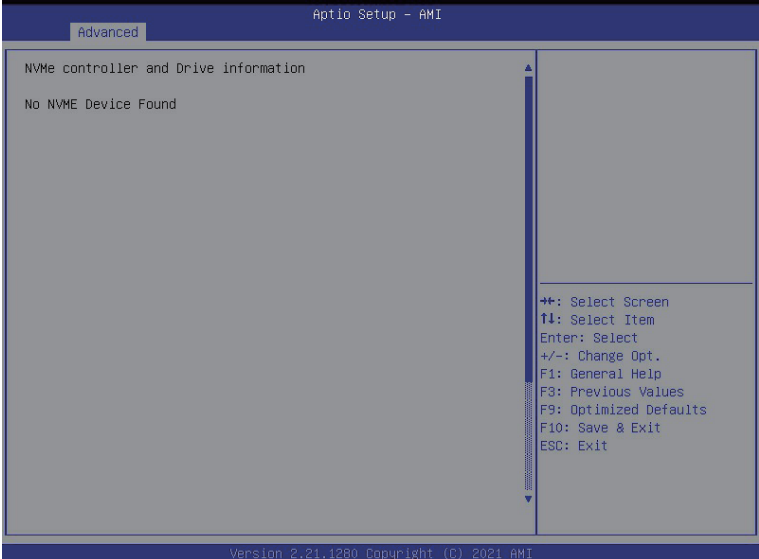 Aptio Setup – AMI
Advanced
NVMe controller and Drive information
No NVME Device Found
→←: Select Screen
↑↓: Select Item
Enter: Select
+/-: Change Opt.
F1: General Help
F3: Previous Values
F9: Optimized Defaults
F10: Save & Exit
ESC: Exit
Version 2.21.1280 Copyright (C) 2021 AMI